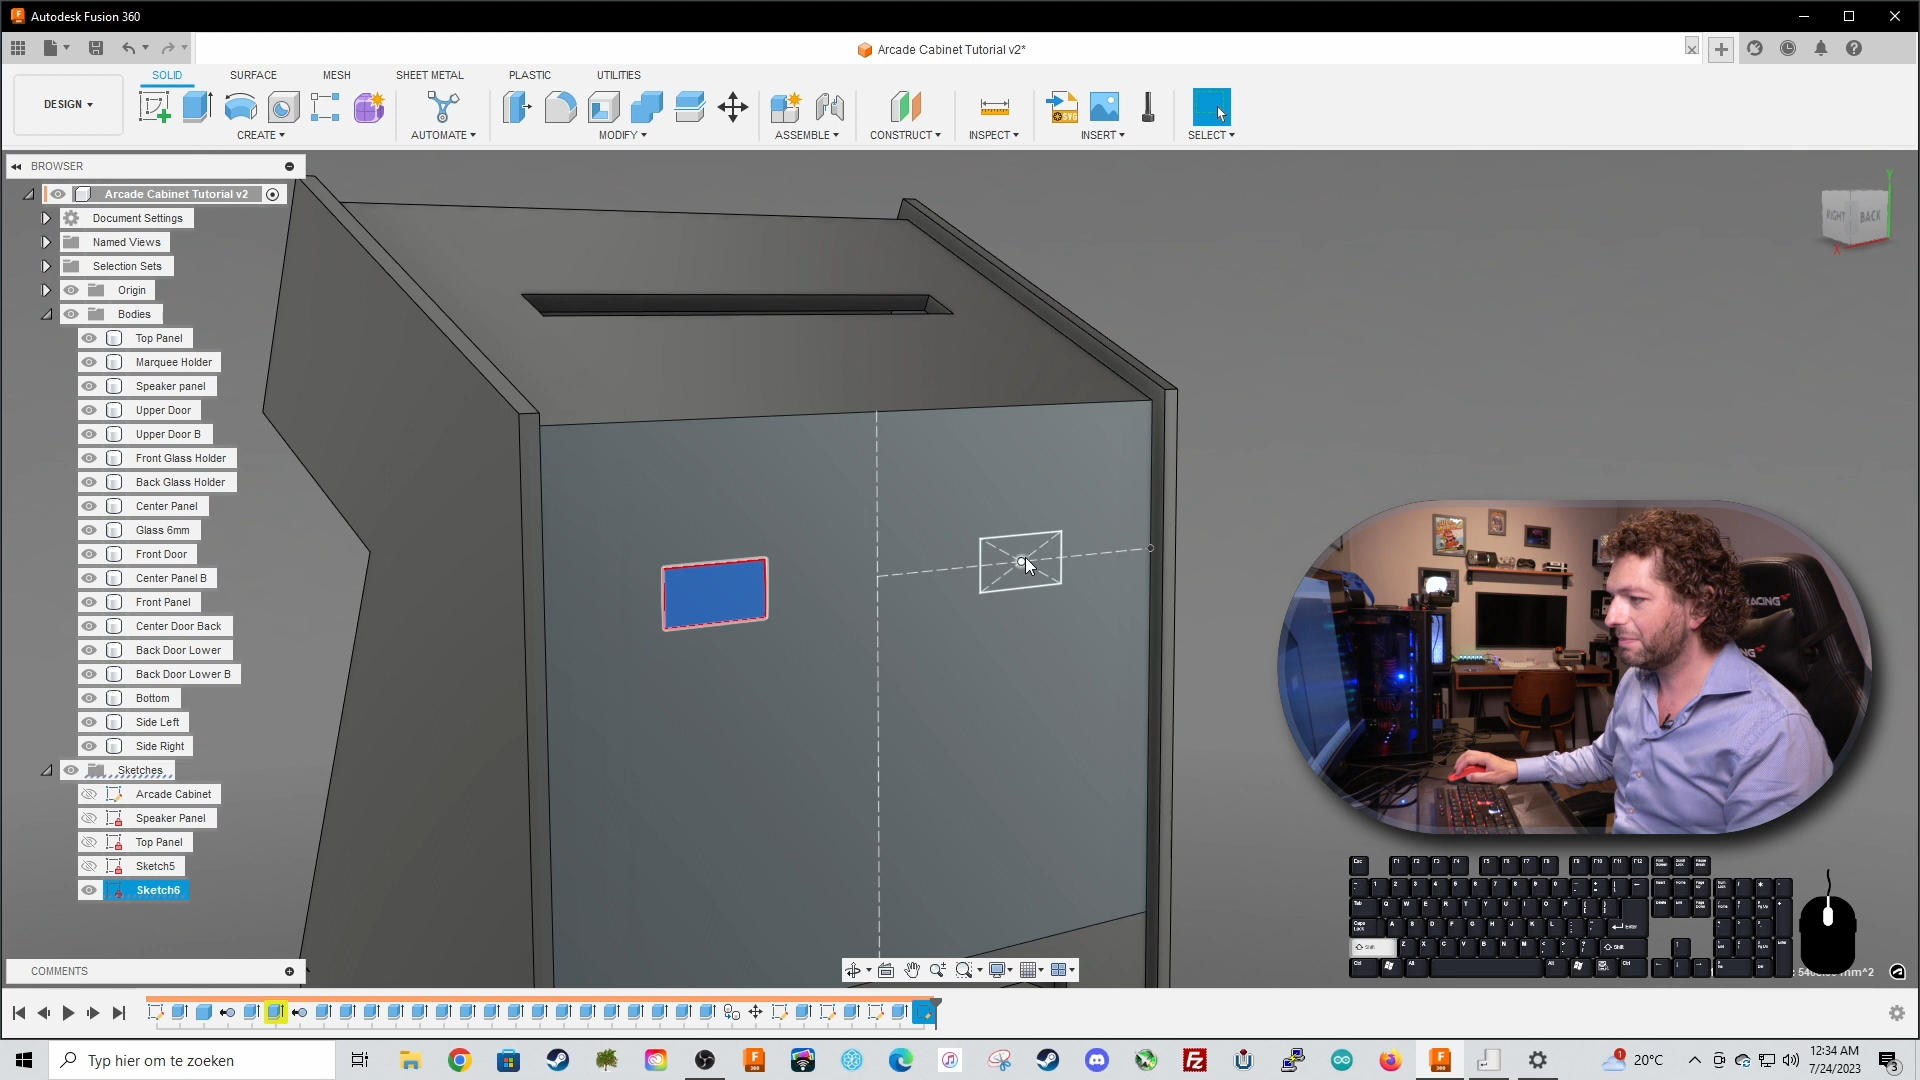 Autodesk Fusion 360
Arcade Cabinet Tutorial v2*
DESIGN
SOLID
SURFACE
MESH
SHEET METAL
PLASTIC
UTILITIES
CREATE
AUTOMATE
MODIFY
ASSEMBLE
CONSTRUCT
INSPECT
INSERT
SELECT
BROWSER
Arcade Cabinet Tutorial v2
Document Settings
Named Views
Selection Sets
Origin
Bodies
Top Panel
Marquee Holder
Speaker panel
Upper Door
Upper Door B
Front Glass Holder
Back Glass Holder
Center Panel
Glass 6mm
Front Door
Center Panel B
Front Panel
Center Door Back
Back Door Lower
Back Door Lower B
Bottom
Side Left
Side Right
Sketches
Arcade Cabinet
Speaker Panel
Top Panel
Sketch5
Sketch6
COMMENTS
RIGHT
BACK
Y
X
mm^2
Typ hier om te zoeken
20°C
12:34 AM
7/24/2023